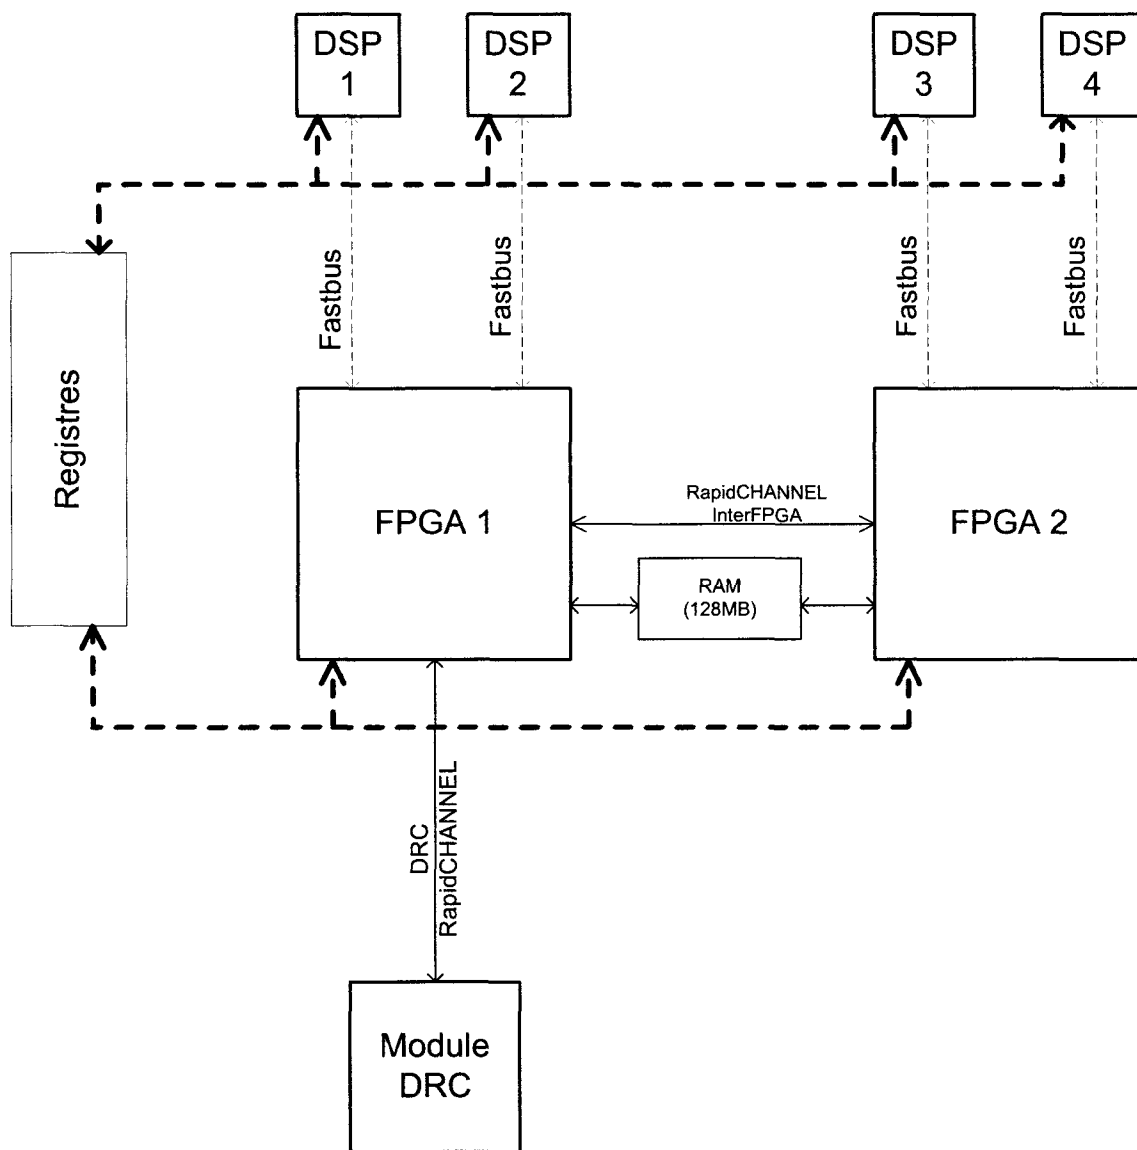 DSP
1
DSP
2
DSP
3
DSP
4
Fastbus
Fastbus
Fastbus
Fastbus
Registres
FPGA 1
RapidCHANNEL
InterFPGA
FPGA 2
RAM
(128MB)
DRC
RapidCHANNEL
Module
DRC